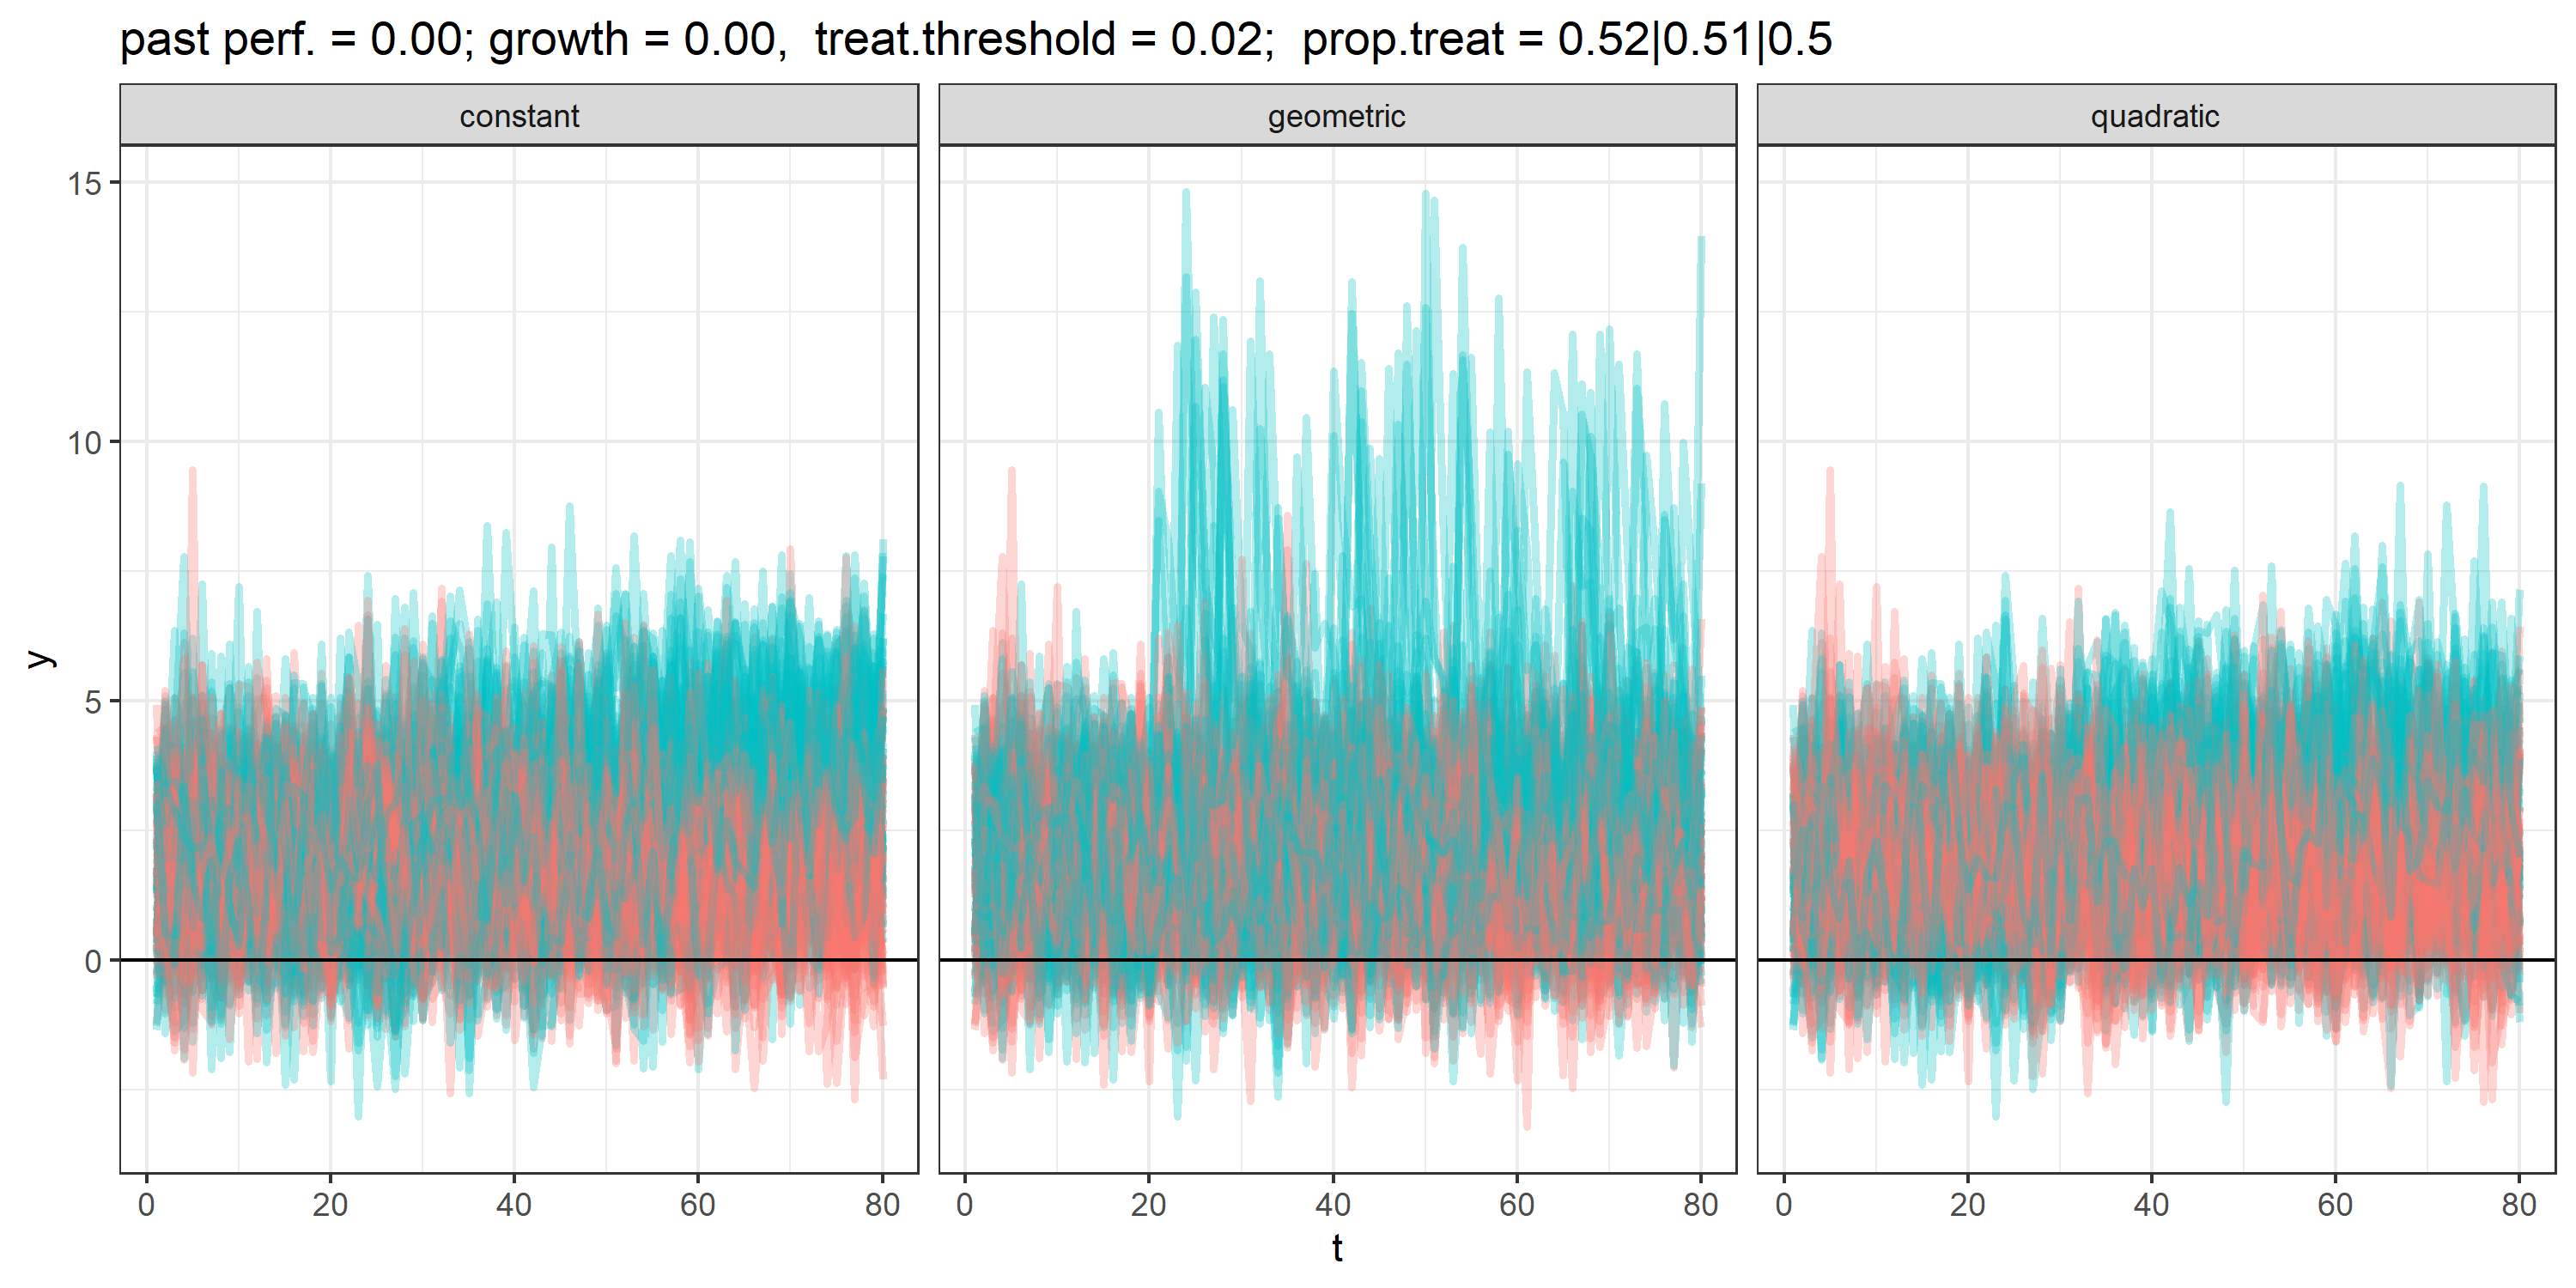 past perf. = 0.00; growth = 0.00,  treat.threshold = 0.02;  prop.treat = 0.52|0.51|0.5
constant geometric quadratic
15
10
5
0
y
0 20 40 60 80 0 20 40 60 80 0 20 40 60 80
t